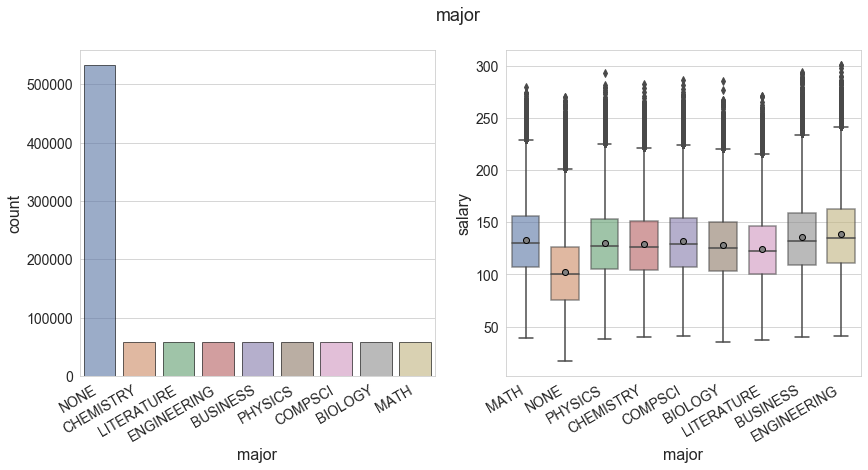 major
500000
400000
300000
200000
100000
0
count
NONE
CHEMISTRY
LITERATURE
ENGINEERING
BUSINESS
PHYSICS
COMPSCI
BIOLOGY
MATH
major
300
250
200
150
100
50
salary
MATH
NONE
PHYSICS
CHEMISTRY
COMPSCI
BIOLOGY
LITERATURE
BUSINESS
ENGINEERING
major